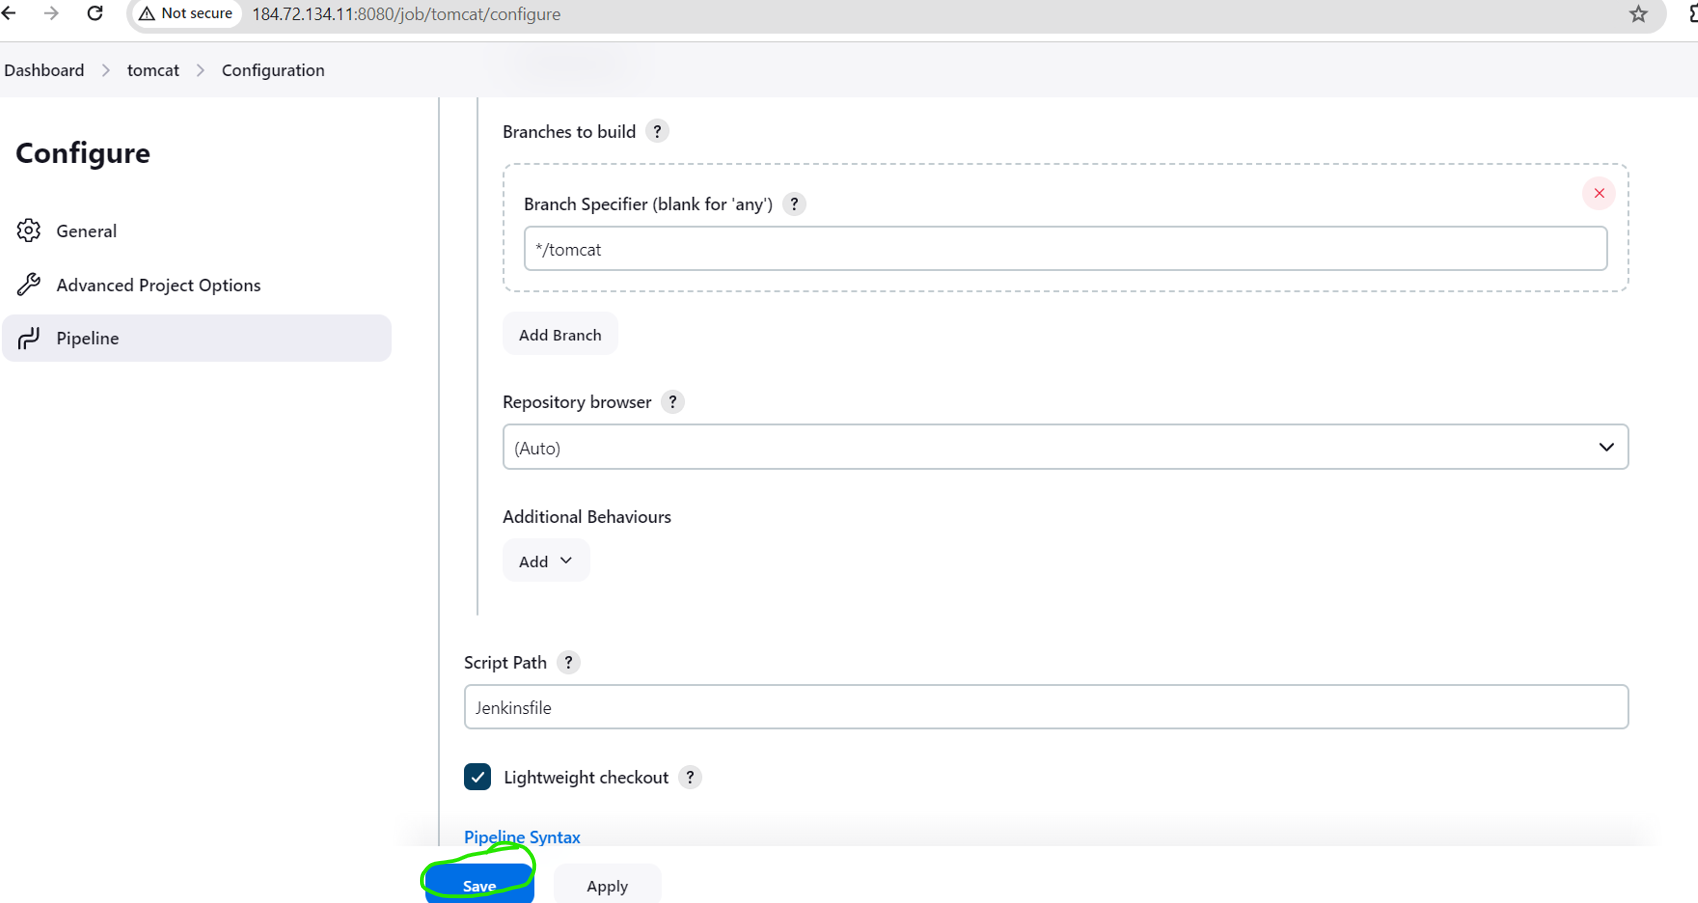 Not secure 184.72.134.11:8080/job/tomcat/configure
Dashboard > tomcat > Configuration
Configure
General
Advanced Project Options
Pipeline
Branches to build ?
Branch Specifier (blank for 'any') ?
*/tomcat
Add Branch
Repository browser ?
(Auto)
Additional Behaviours
Add
Script Path ?
Jenkinsfile
Lightweight checkout ?
Pipeline Syntax
Save Apply